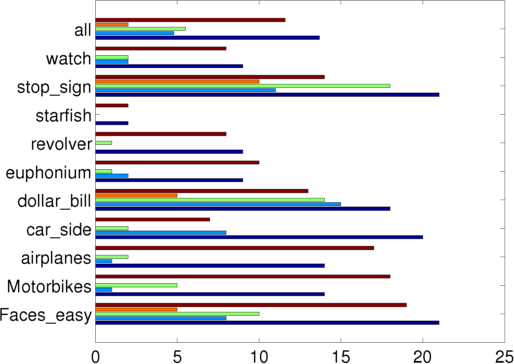 all
watch
stop_sign
starfish
revolver
euphonium
dollar_bill
car_side
airplanes
Motorbikes
Faces_easy
0 5 10 15 20 25